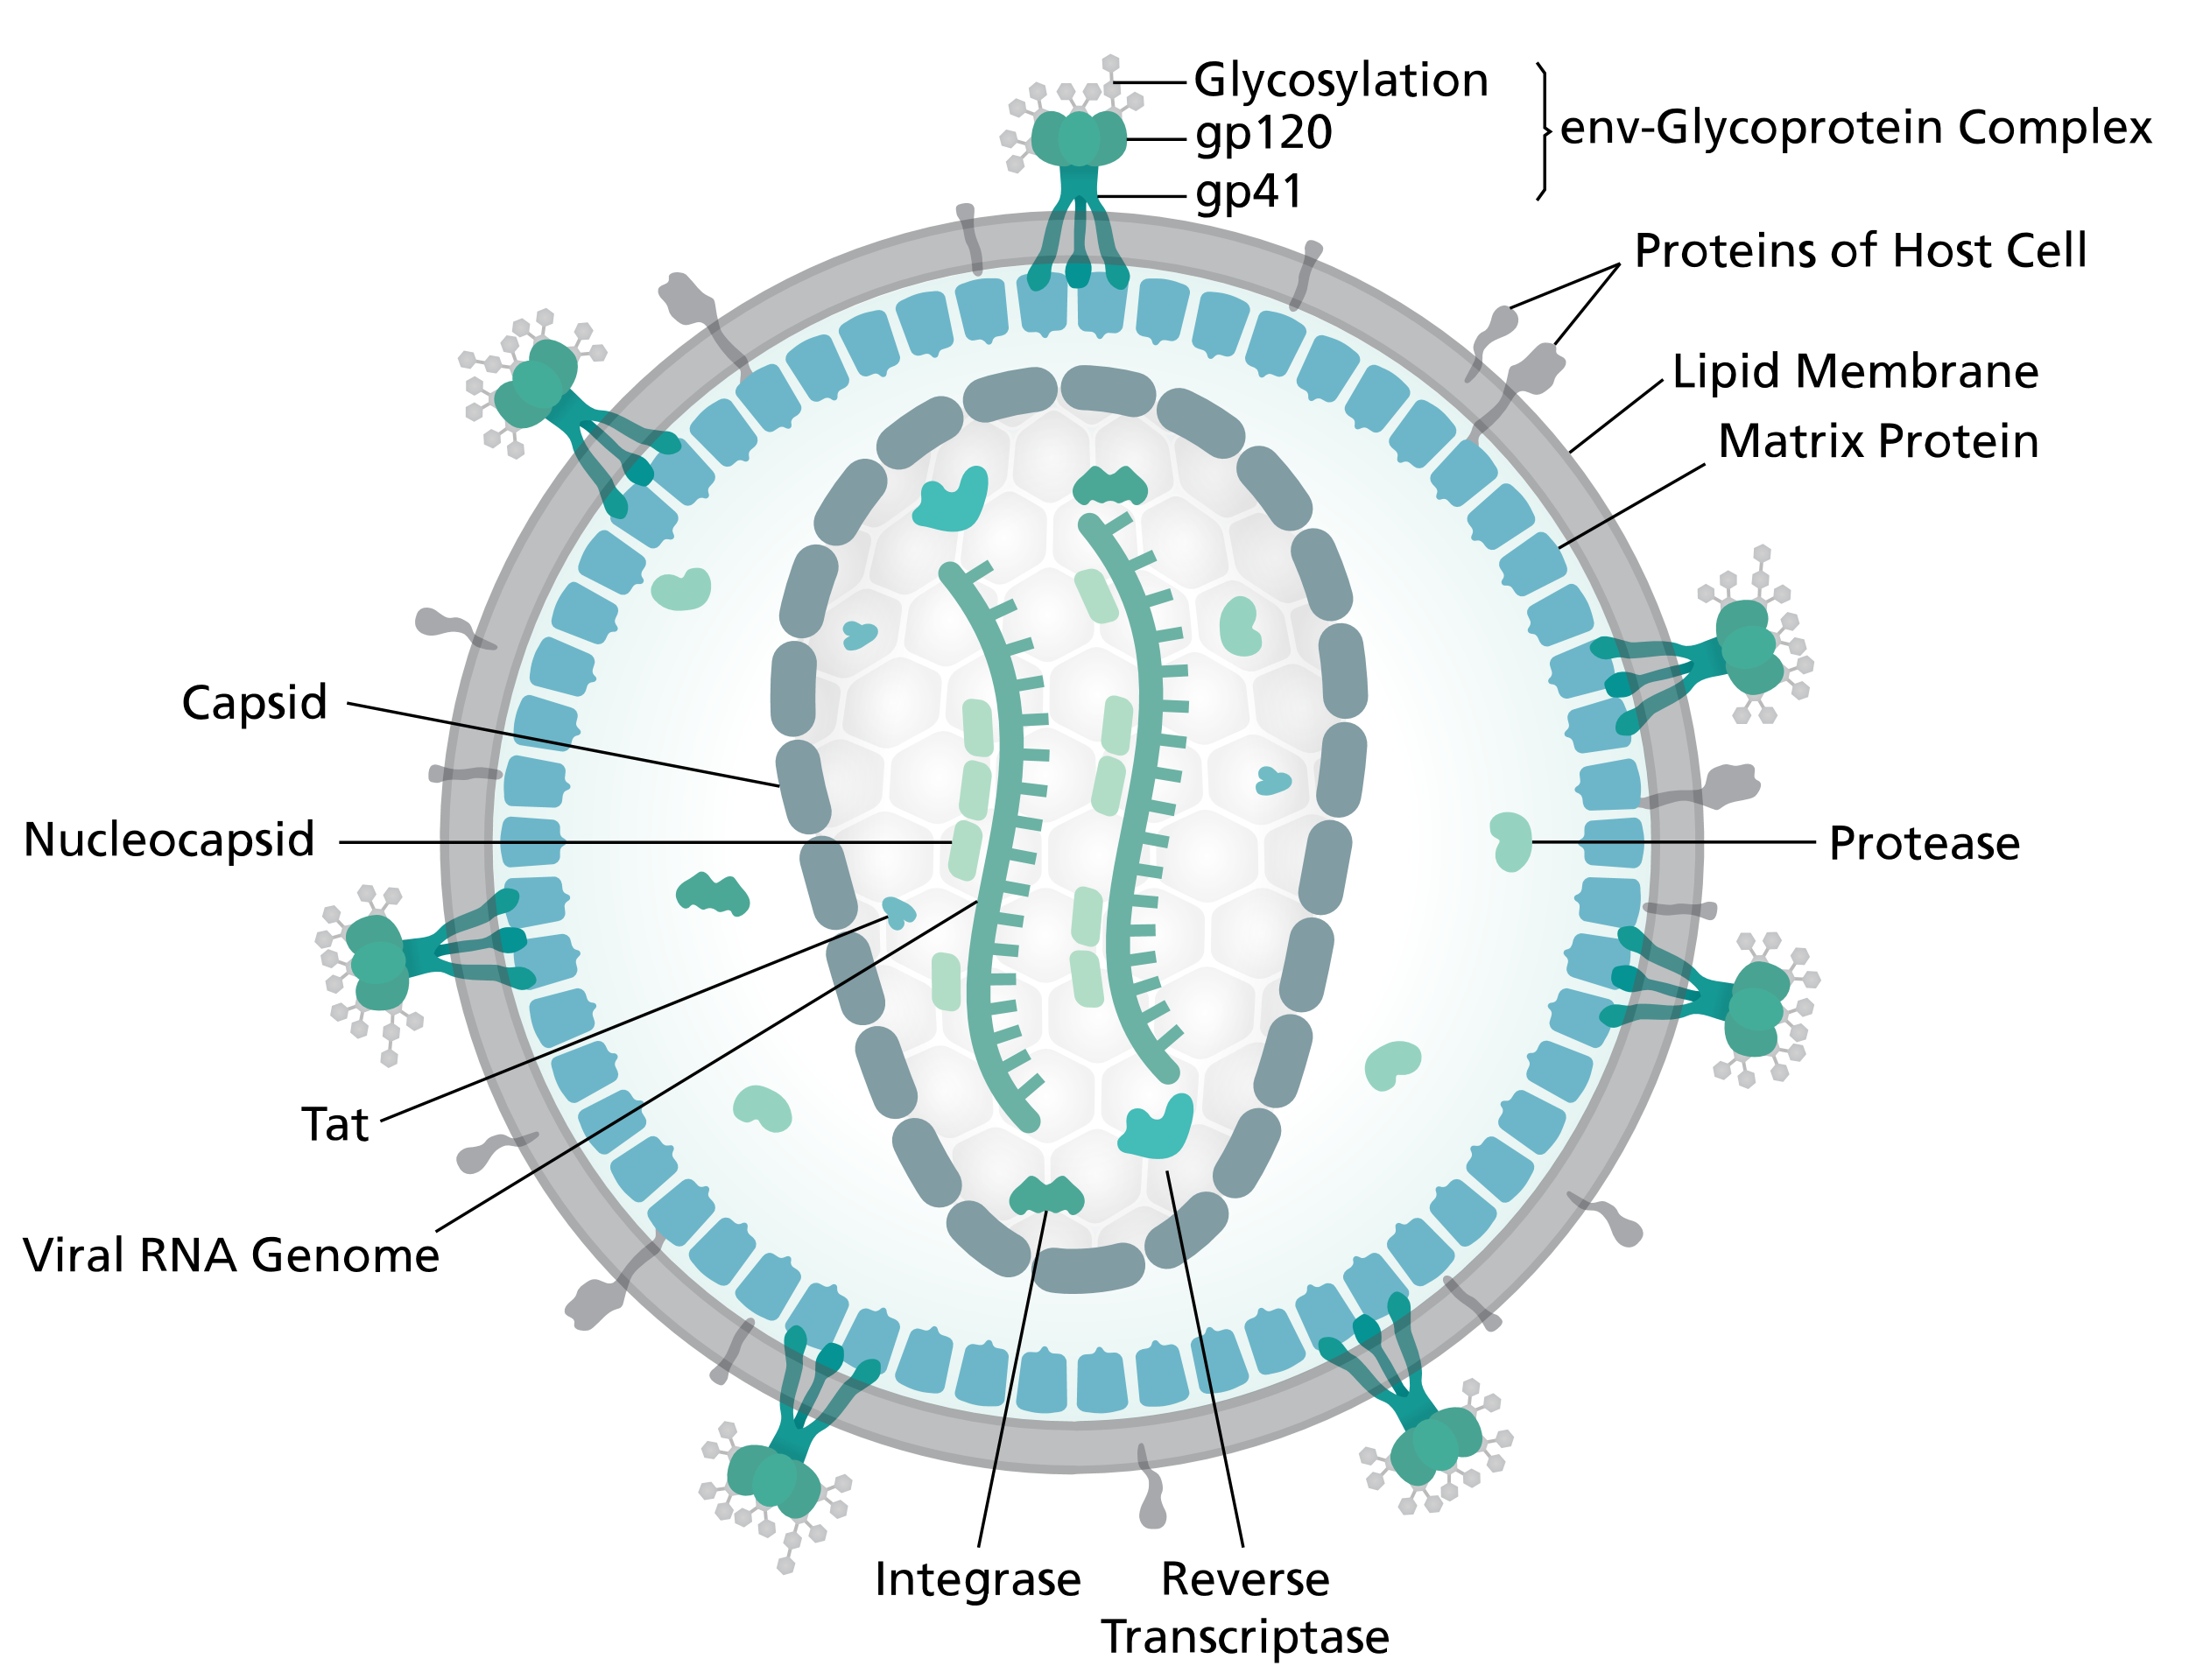 Glycosylation
gp120
gp41
env-Glycoprotein Complex
Proteins of Host Cell
Lipid Membrane
Matrix Protein
Capsid
Nucleocapsid
Protease
Tat
Viral RNA Genome
Integrase
Reverse
Transcriptase